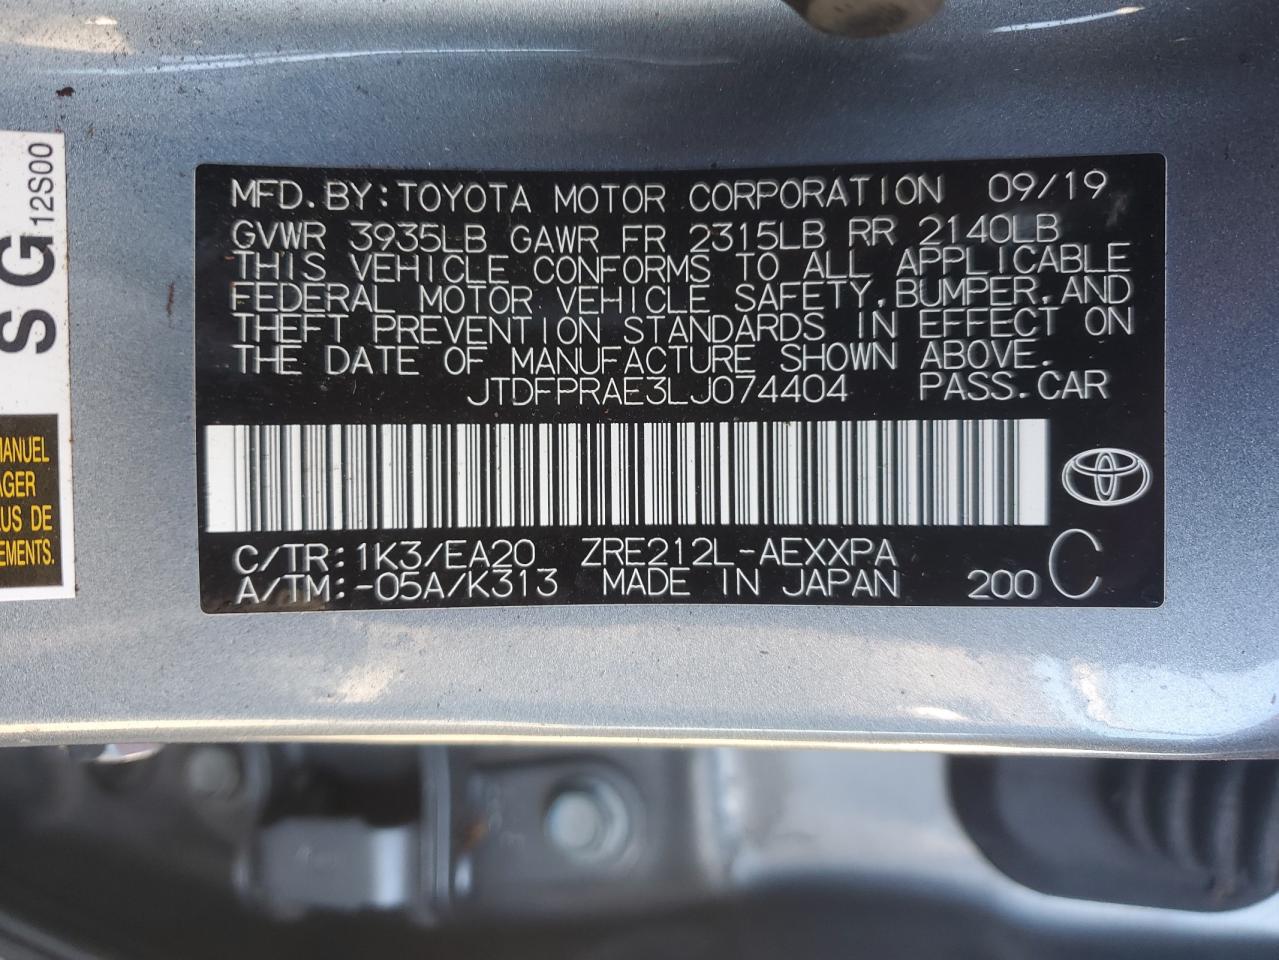 SG 12S00
MANUEL
AGER
US DE
EMENTS.
MFD. BY: TOYOTA MOTOR CORPORATION 09/19
GVWR 3935LB GAWR FR 2315LB RR 2140LB
THIS VEHICLE CONFORMS TO ALL APPLICABLE
FEDERAL MOTOR VEHICLE SAFETY, BUMPER, AND
THEFT PREVENTION STANDARDS IN EFFECT ON
THE DATE OF MANUFACTURE SHOWN ABOVE.
JTDFPRAE3LJ074404 PASS. CAR
C/TR: 1K3/EA20 ZRE212L-AEXXPA
A/TM: -05A/K313 MADE IN JAPAN 200 C